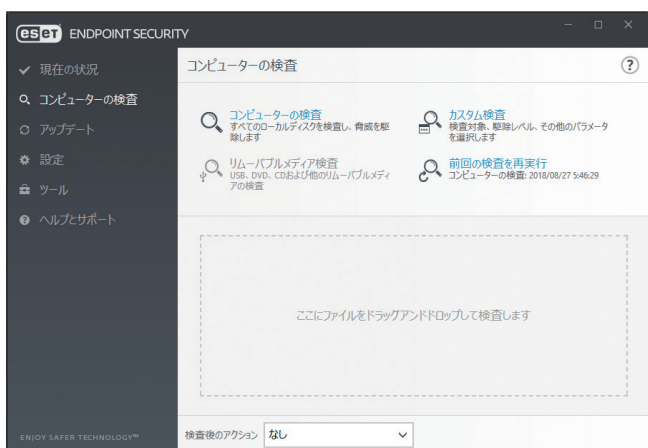 eset ENDPOINT SECURITY
現在の状況
コンピューターの検査
アップデート
設定
ツール
ヘルプとサポート
ENJOY SAFER TECHNOLOGY™
コンピューターの検査
?
コンピューターの検査
すべてのローカルディスクを検査し、脅威を駆
除します
カスタム検査
検査対象、駆除レベル、その他のパラメータ
を選択します
リムーバブルメディア検査
USB、DVD、CDおよび他のリムーバブルメディ
アの検査
前回の検査を再実行
コンピューターの検査: 2018/08/27 5:46:29
ここにファイルをドラッグアンドドロップして検査します
検査後のアクション なし